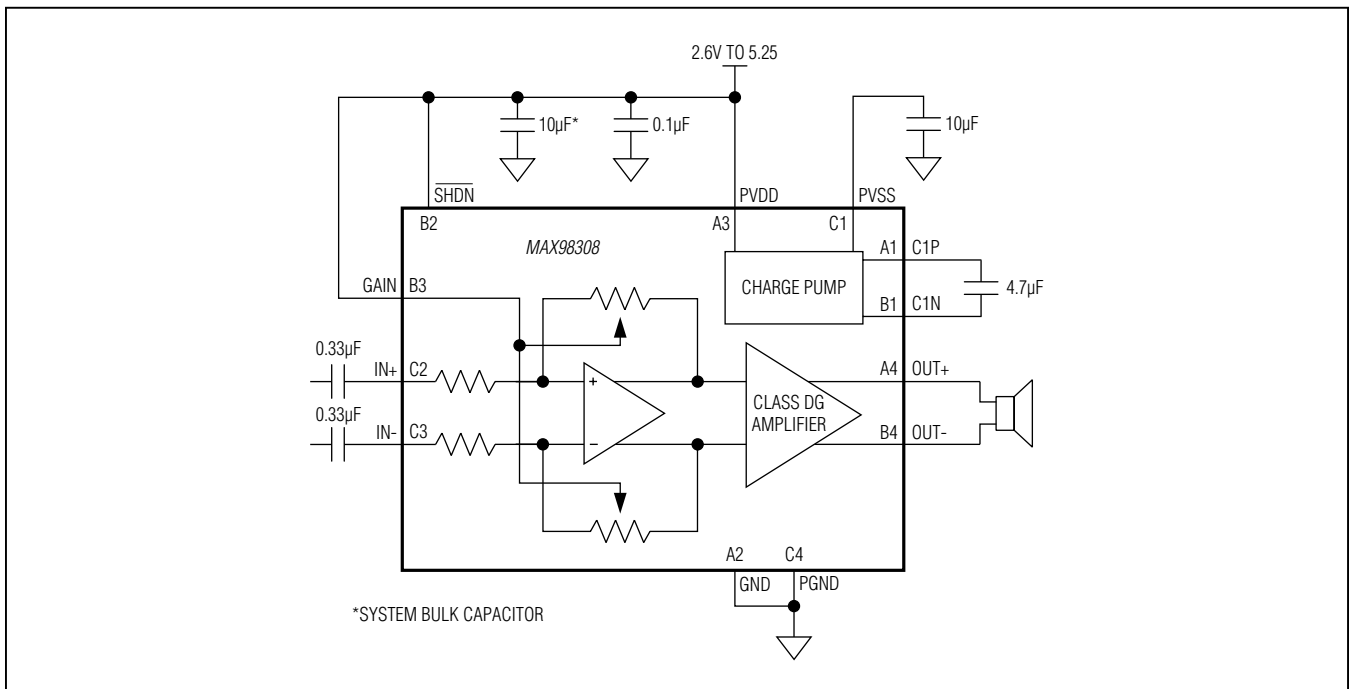 2.6V TO 5.25
10µF*
0.1µF
10µF
SHDN
PVDD
PVSS
B2
A3
C1
MAX98308
A1
C1P
CHARGE PUMP
4.7µF
GAIN
B3
B1
C1N
0.33µF
IN+
C2
+
A4
OUT+
0.33µF
CLASS DG
AMPLIFIER
IN-
C3
−
B4
OUT-
A2
C4
GND
PGND
*SYSTEM BULK CAPACITOR